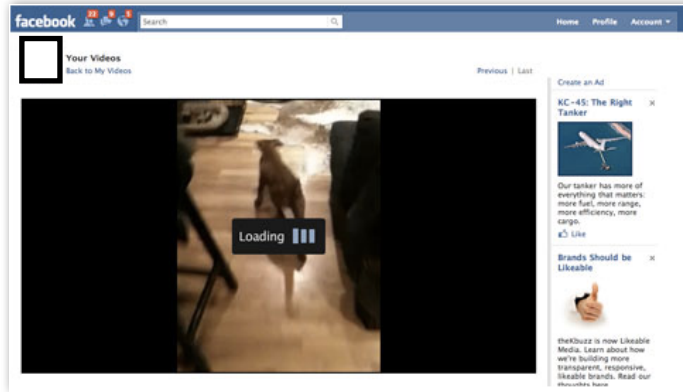 facebook
Search
Home Profile Account
Your Videos
Back to My Videos
Previous | Last
Loading
Create an Ad
KC-45: The Right
Tanker
Our tanker has more of
everything that matters:
more fuel, more range,
more efficiency, more
cargo.
Like
Brands Should be
Likeable
theKbuzz is now Likeable
Media. Learn about how
we're building more
transparent, responsive,
likeable brands. Read our
thoughts here